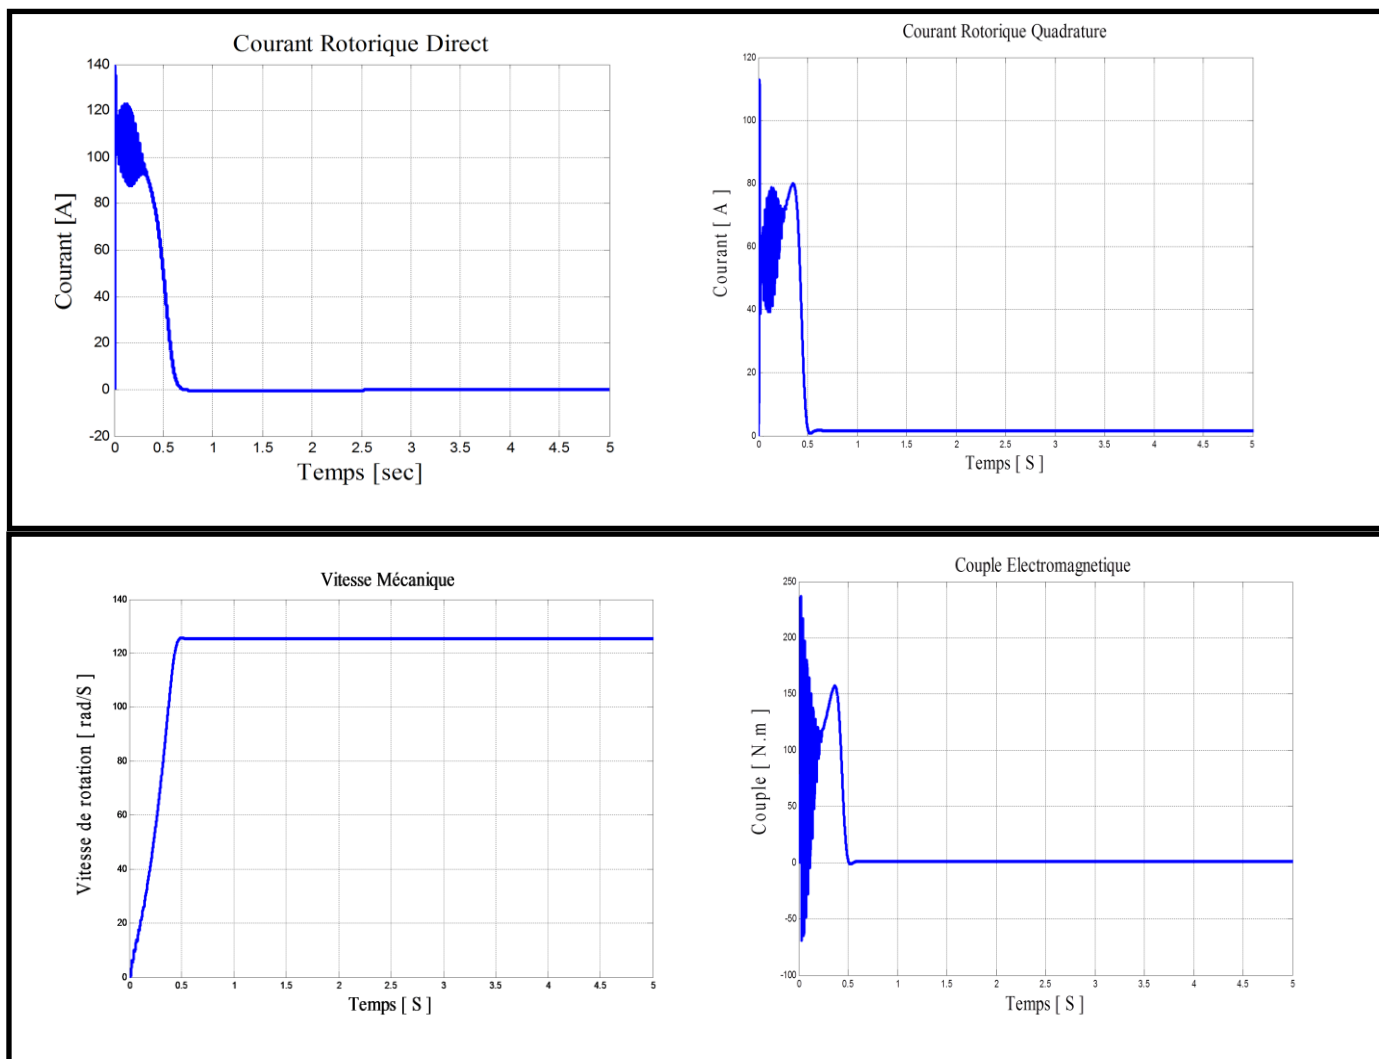 Courant Rotorique Direct
140
120
100
80
60
40
20
0
-20
0 0.5 1 1.5 2 2.5 3 3.5 4 4.5 5
Courant [A]
Temps [sec]
Courant Rotorique Quadrature
120
100
80
60
40
20
0
0 0.5 1 1.5 2 2.5 3 3.5 4 4.5 5
Courant [ A ]
Temps [ S ]
Vitesse Mécanique
140
120
100
80
60
40
20
0
0 0.5 1 1.5 2 2.5 3 3.5 4 4.5 5
Vitesse de rotation [ rad/S ]
Temps [ S ]
Couple Electromagnetique
250
200
150
100
50
0
-50
-100
0 0.5 1 1.5 2 2.5 3 3.5 4 4.5 5
Couple [ N.m ]
Temps [ S ]